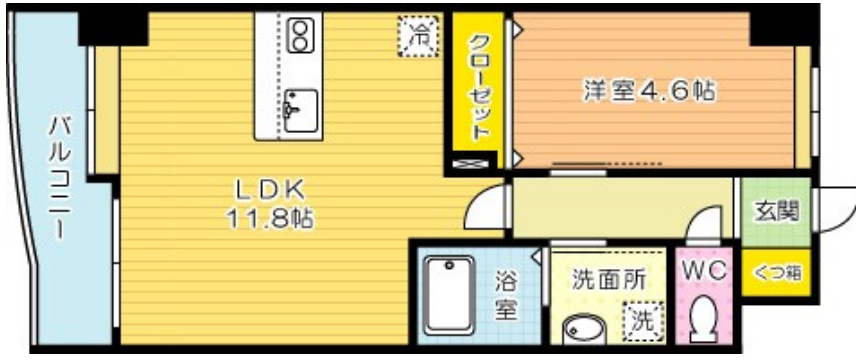 バルコニー
冷
クローゼット
洋室4.6帖
LDK
11.8帖
玄関
くつ箱
浴室
洗面所
洗
WC